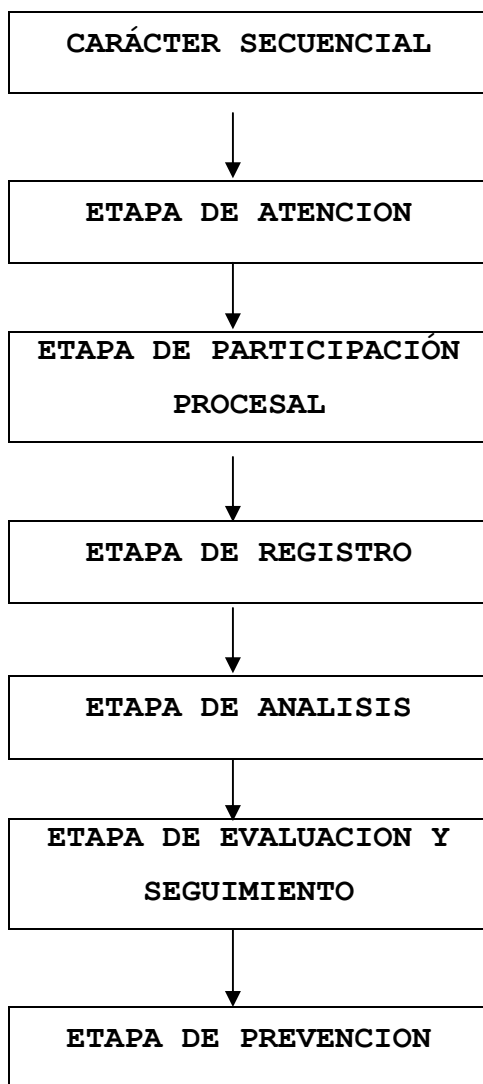 CARÁCTER SECUENCIAL
ETAPA DE ATENCION
ETAPA DE PARTICIPACIÓN
PROCESAL
ETAPA DE REGISTRO
ETAPA DE ANALISIS
ETAPA DE EVALUACION Y
SEGUIMIENTO
ETAPA DE PREVENCION